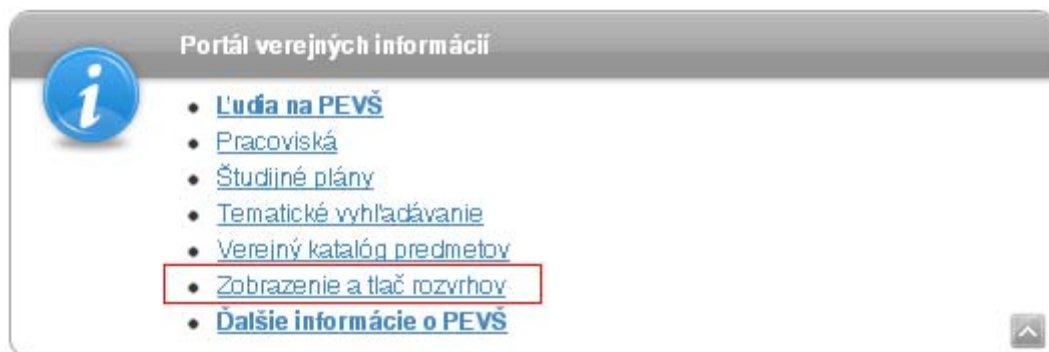 Portál verejných informácií
Ľudia na PEVŠ
Pracoviská
Študijné plány
Tematické vyhľadávanie
Verejný katalóg predmetov
Zobrazenie a tlač rozvrhov
Ďalšie informácie o PEVŠ